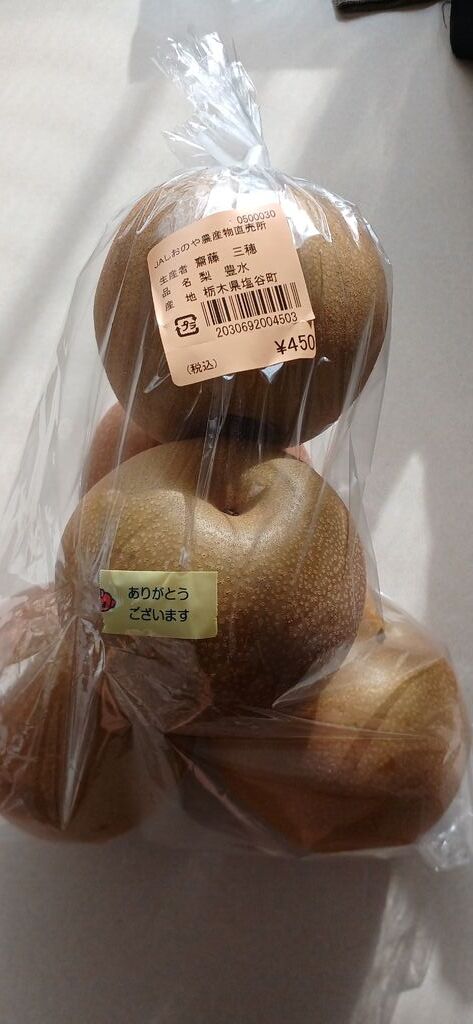 0500030
JAしおのや農産物直売所
生産者 齋藤 三穂
品 名 梨 豊水
産 地 栃木県塩谷町
プラ
2030692004503
¥450
(税込)
ありがとう
ございます